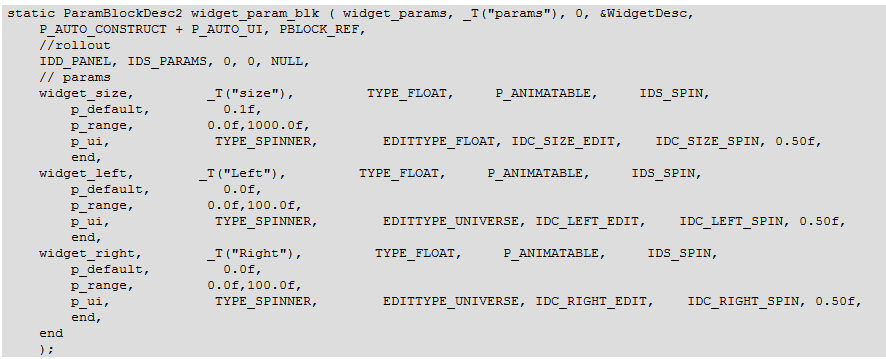 static ParamBlockDesc2 widget_param_blk ( widget_params, _T("params"), 0, &WidgetDesc,
P_AUTO_CONSTRUCT + P_AUTO_UI, PBLOCK_REF,
//rollout
IDD_PANEL, IDS_PARAMS, 0, 0, NULL,
// params
widget_size, _T("size"), TYPE_FLOAT, P_ANIMATABLE, IDS_SPIN,
p_default, 0.1f,
p_range, 0.0f,1000.0f,
p_ui, TYPE_SPINNER, EDITTYPE_FLOAT, IDC_SIZE_EDIT, IDC_SIZE_SPIN, 0.50f,
end,
widget_left, _T("Left"), TYPE_FLOAT, P_ANIMATABLE, IDS_SPIN,
p_default, 0.0f,
p_range, 0.0f,100.0f,
p_ui, TYPE_SPINNER, EDITTYPE_UNIVERSE, IDC_LEFT_EDIT, IDC_LEFT_SPIN, 0.50f,
end,
widget_right, _T("Right"), TYPE_FLOAT, P_ANIMATABLE, IDS_SPIN,
p_default, 0.0f,
p_range, 0.0f,100.0f,
p_ui, TYPE_SPINNER, EDITTYPE_UNIVERSE, IDC_RIGHT_EDIT, IDC_RIGHT_SPIN, 0.50f,
end,
end
);